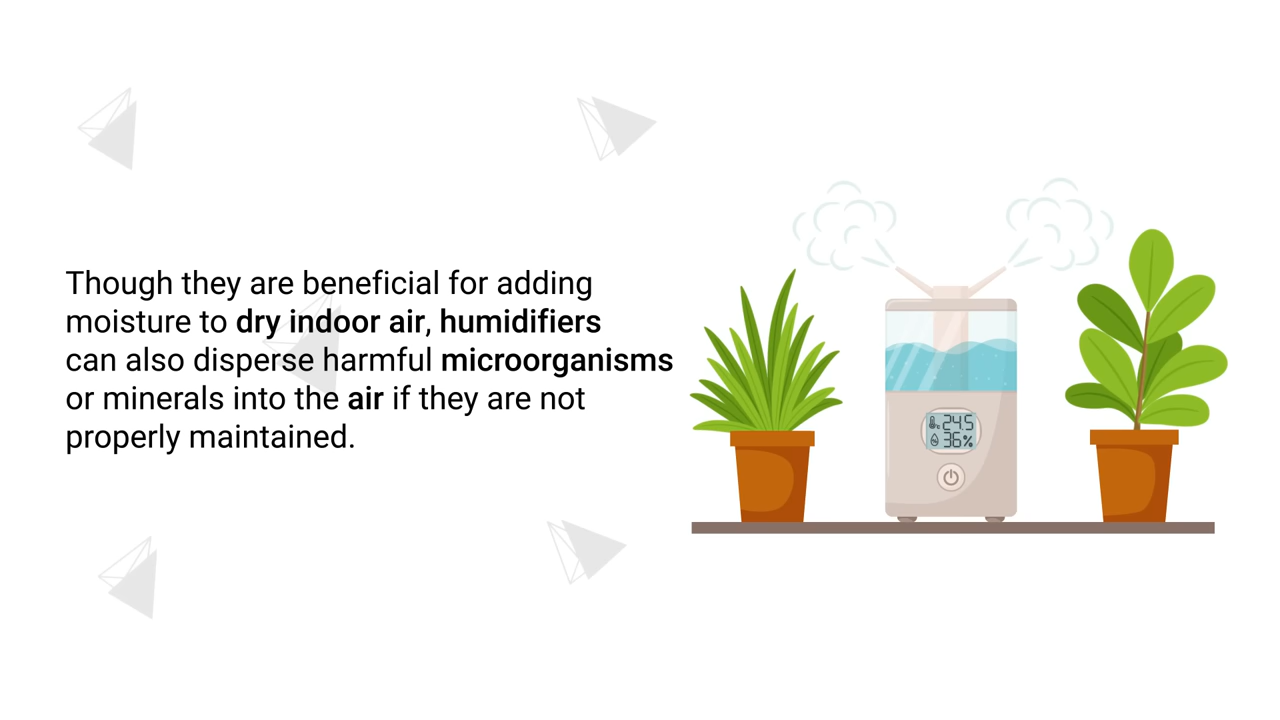 Though they are beneficial for adding
moisture to dry indoor air, humidifiers
can also disperse harmful microorganisms
or minerals into the air if they are not
properly maintained.
24.5
36%